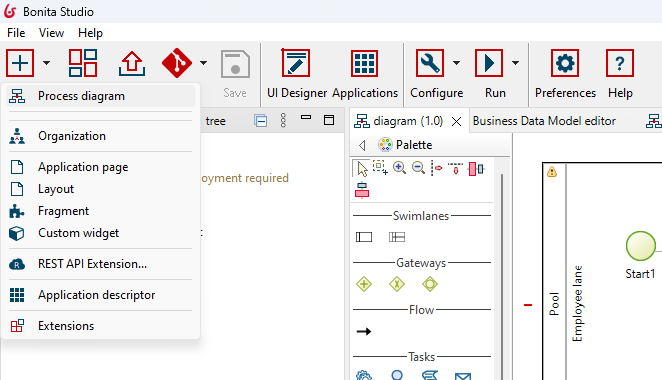 Bonita Studio
File View Help
Save
UI Designer Applications
Configure
Run
Preferences
Help
Process diagram
Organization
Application page
Layout
Fragment
Custom widget
REST API Extension...
Application descriptor
Extensions
tree
oyment required
diagram (1.0)
Business Data Model editor
Palette
Swimlanes
Gateways
Flow
Tasks
Pool
Employee lane
Start1